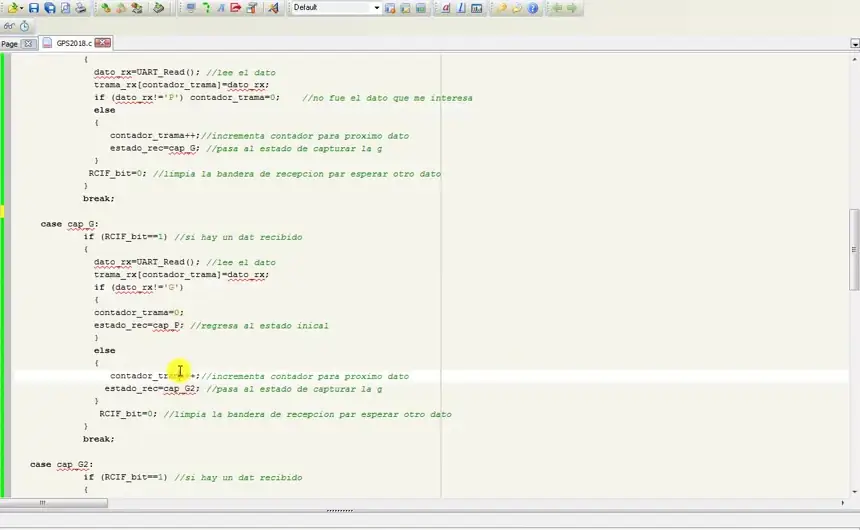 Default
Page
GPS2018.c
{
dato_rx=UART_Read(); //lee el dato
trama_rx[contador_trama]=dato_rx;
if (dato_rx!='P') contador_trama=0; //no fue el dato que me interesa
else
{
contador_trama++;//incrementa contador para proximo dato
estado_rec=cap_G; //pasa al estado de capturar la g
}
RCIF_bit=0; //limpia la bandera de recepcion par esperar otro dato
}
break;
case cap_G:
if (RCIF_bit==1) //si hay un dat recibido
{
dato_rx=UART_Read(); //lee el dato
trama_rx[contador_trama]=dato_rx;
if (dato_rx!='G')
{
contador_trama=0;
estado_rec=cap_P; //regresa al estado inical
}
else
{
contador_trama++;//incrementa contador para proximo dato
estado_rec=cap_G2; //pasa al estado de capturar la g
}
RCIF_bit=0; //limpia la bandera de recepcion par esperar otro dato
}
break;
case cap_G2:
if (RCIF_bit==1) //si hay un dat recibido
{